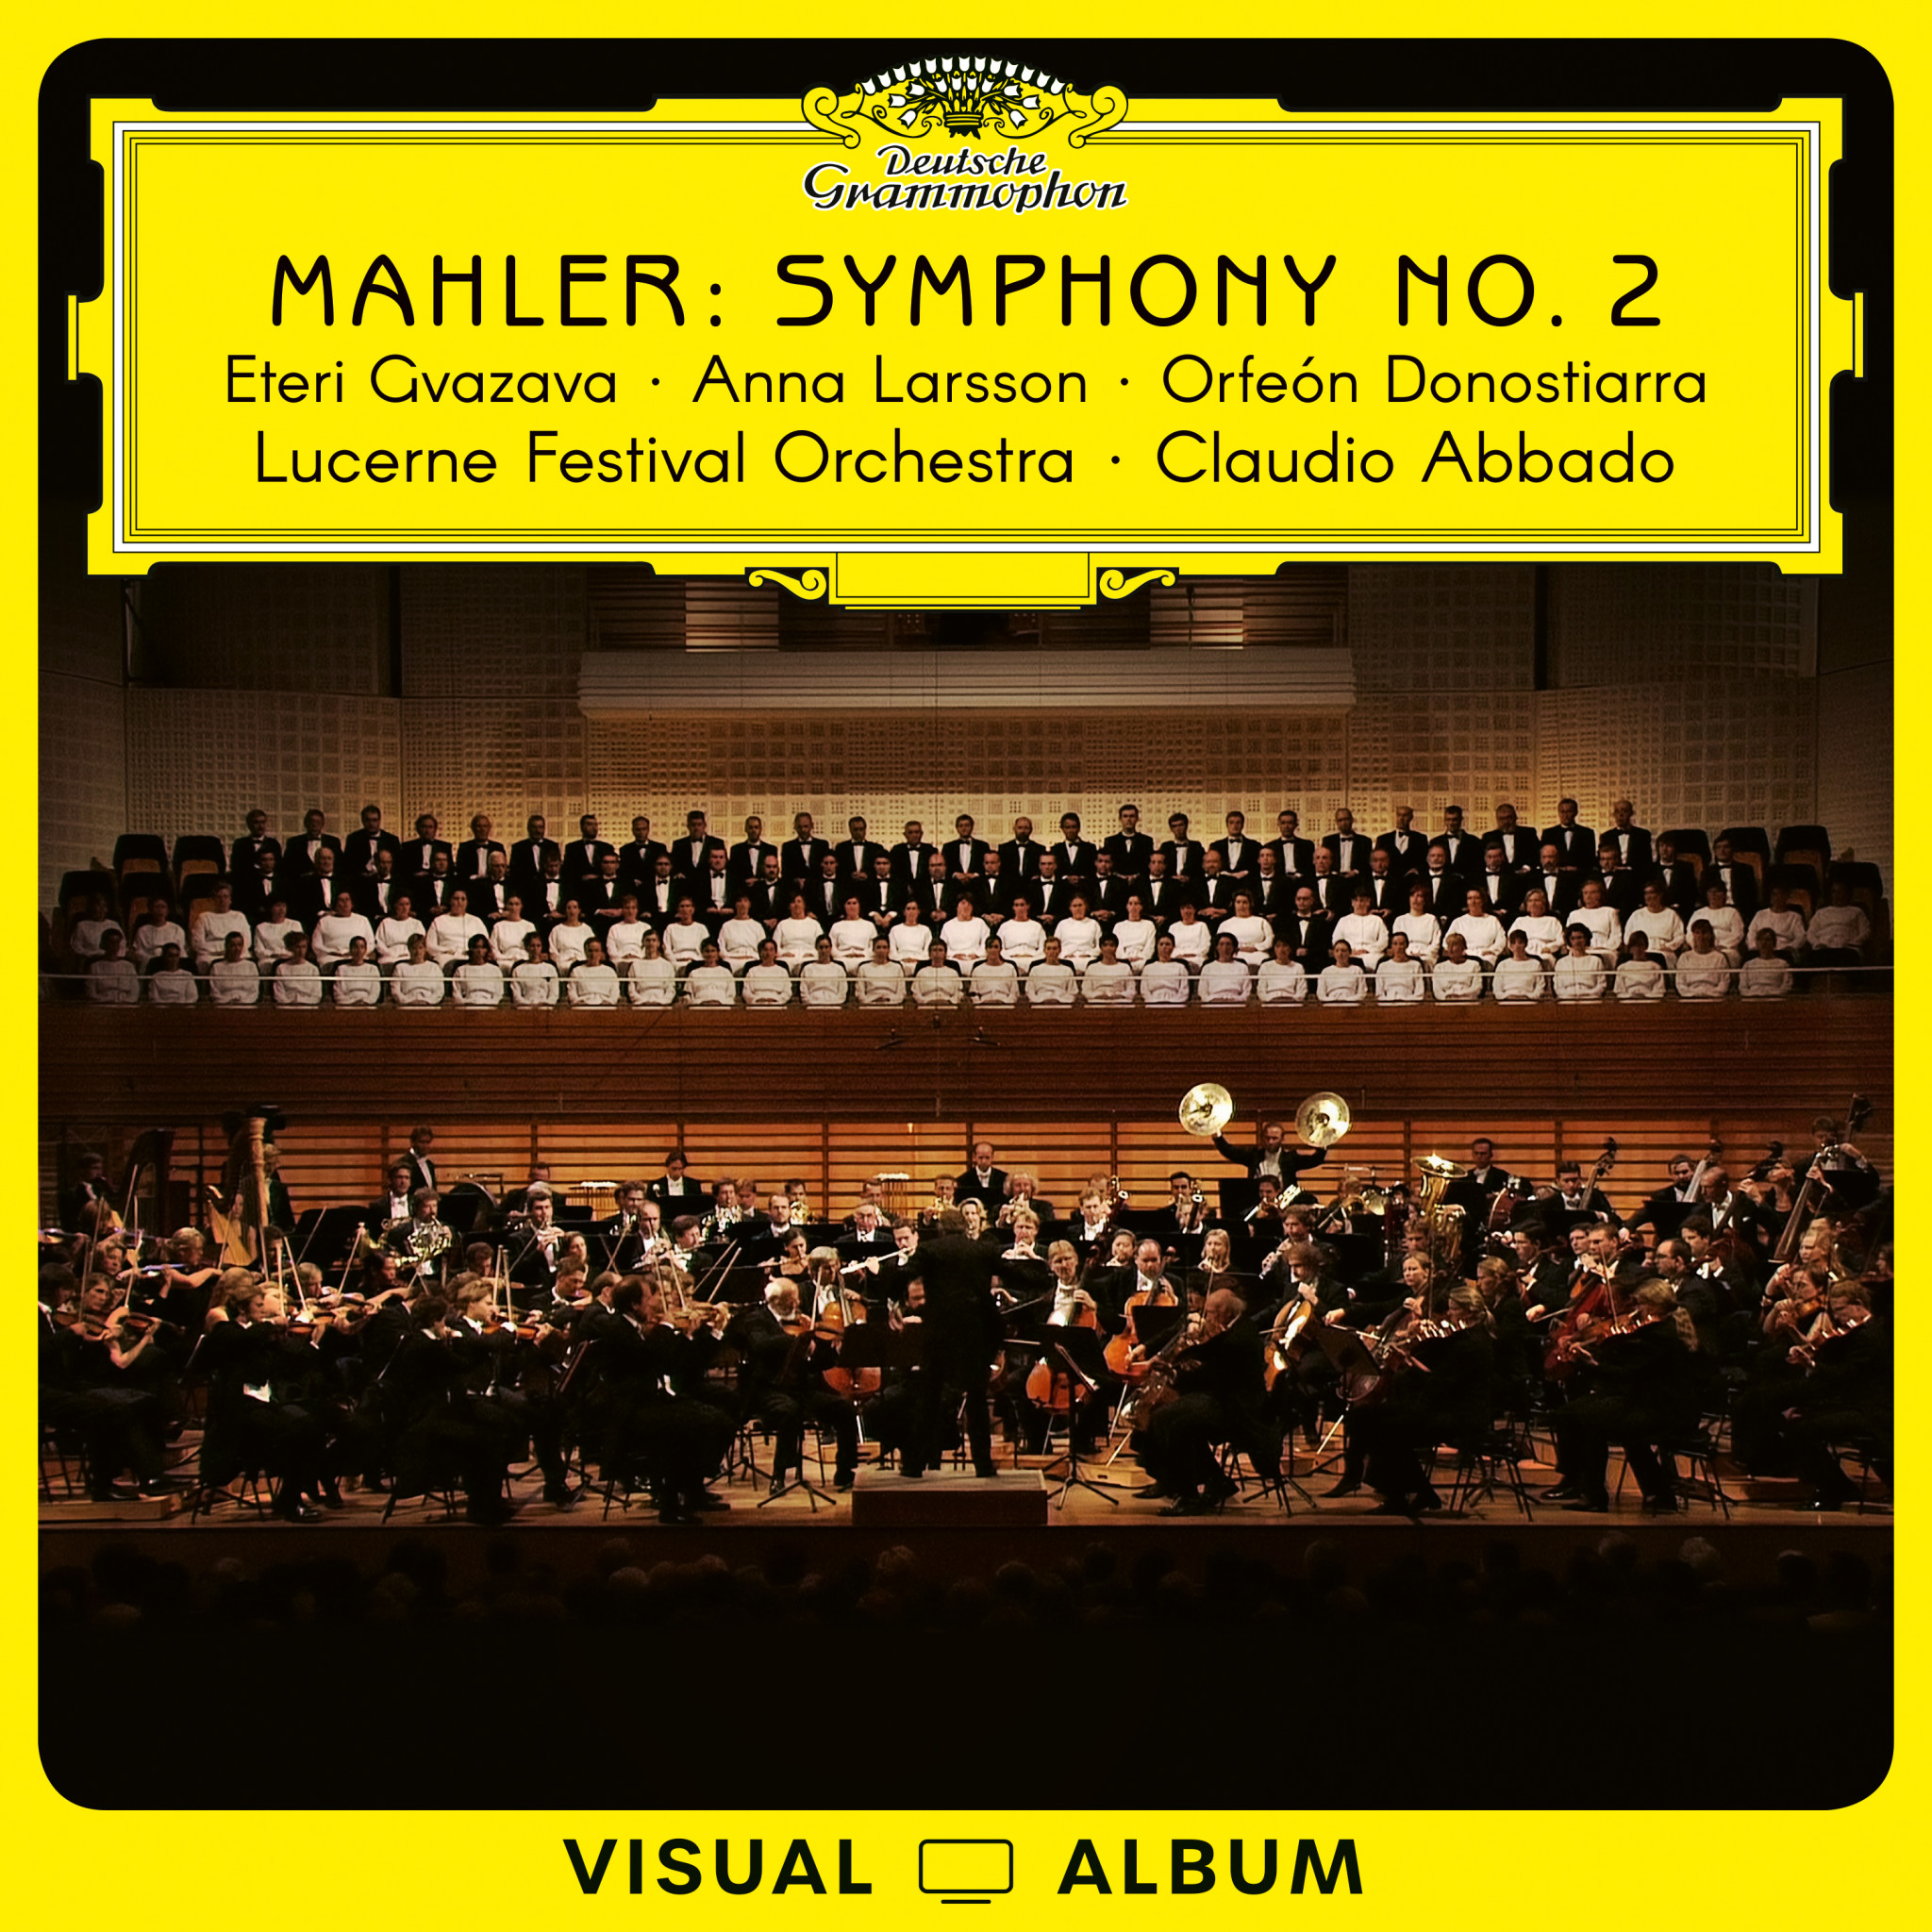 Deutsche
Grammophon
MAHLER: SYMPHONY NO. 2
Eteri Gvazava · Anna Larsson · Orfeón Donostiarra
Lucerne Festival Orchestra · Claudio Abbado
VISUAL ALBUM